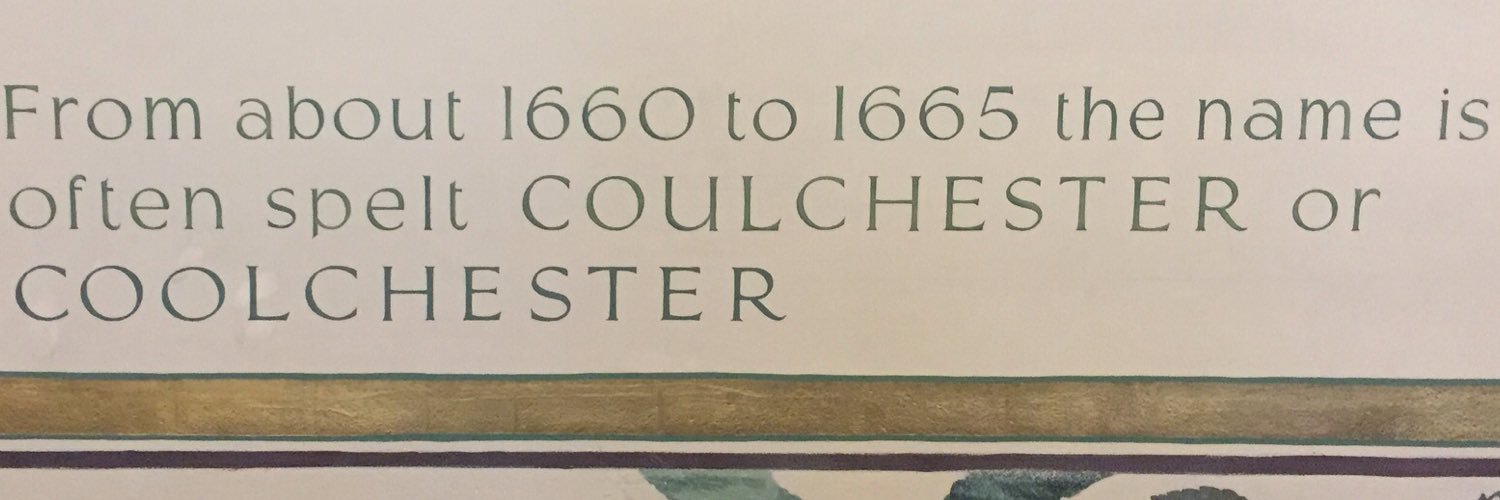 From about 1660 to 1665 the name is
often spelt COULCHESTER or
COOLCHESTER